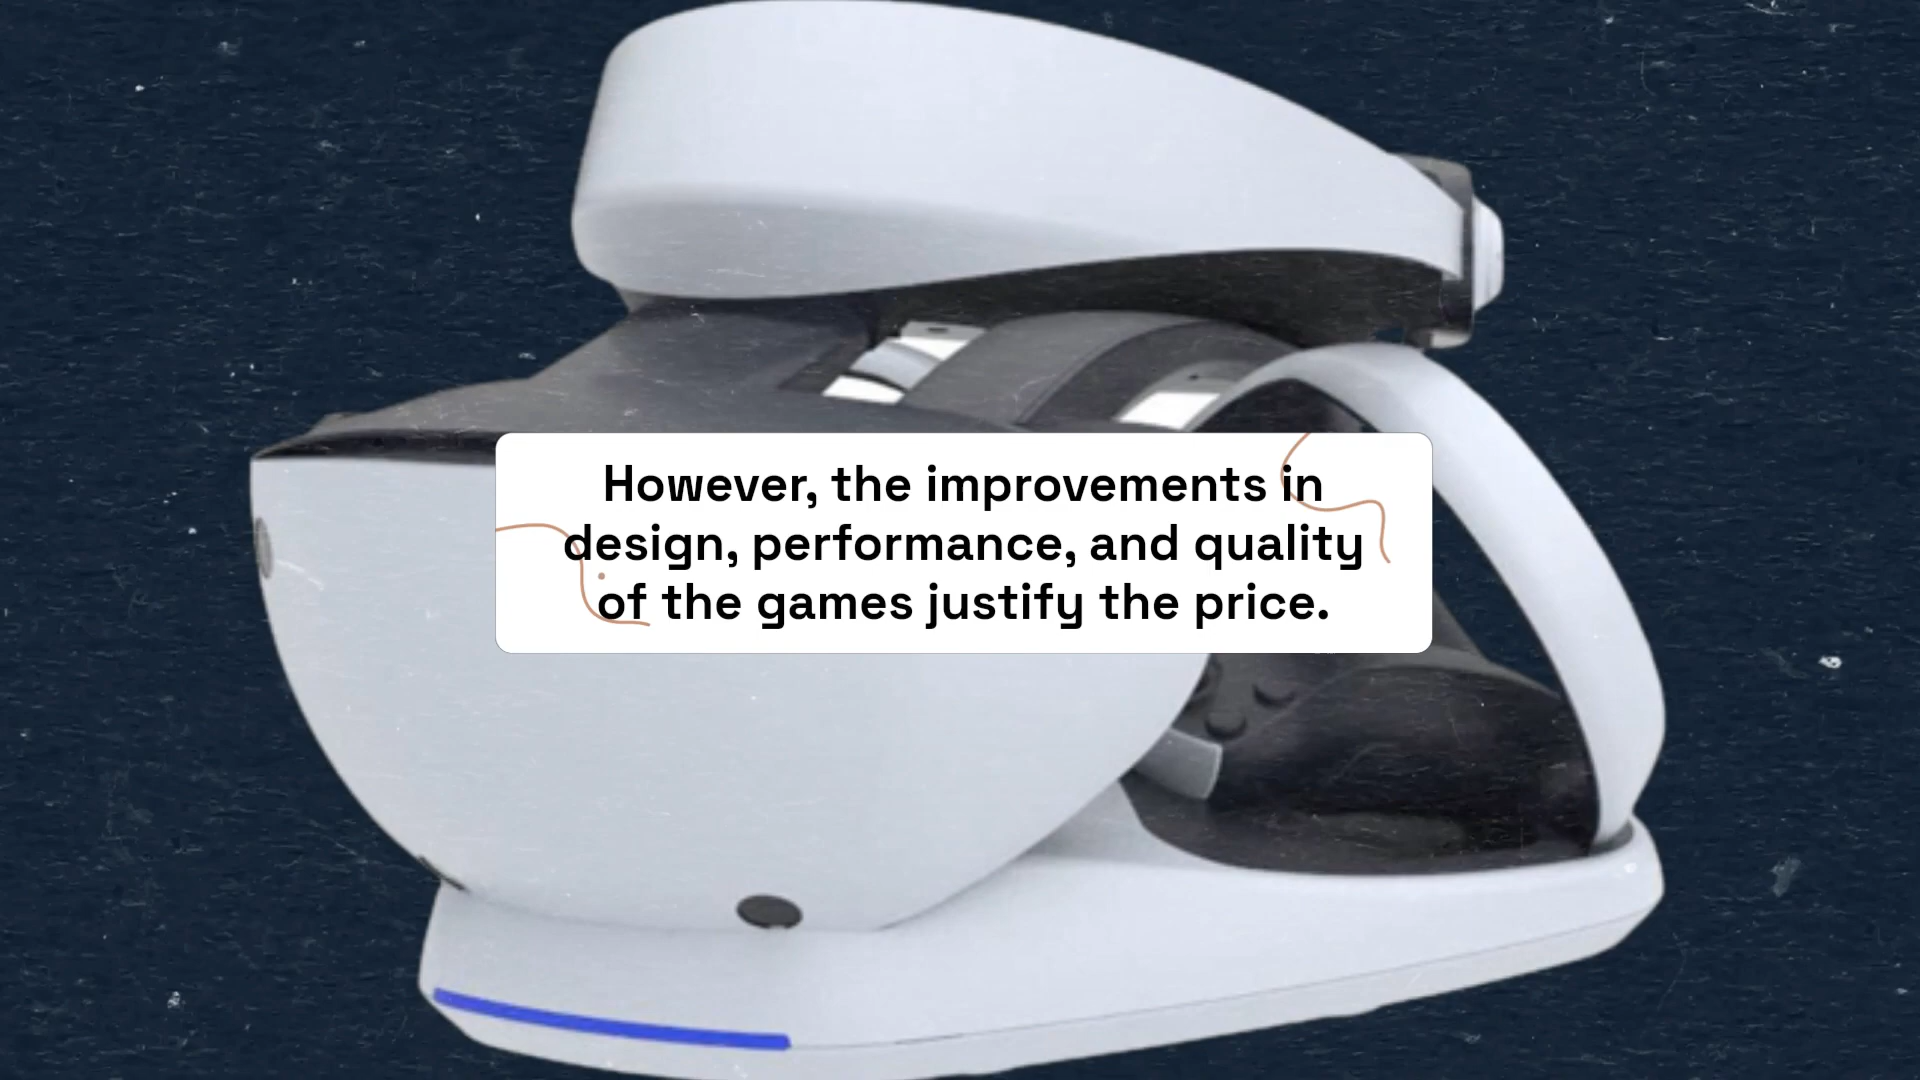 However, the improvements in
design, performance, and quality
of the games justify the price.